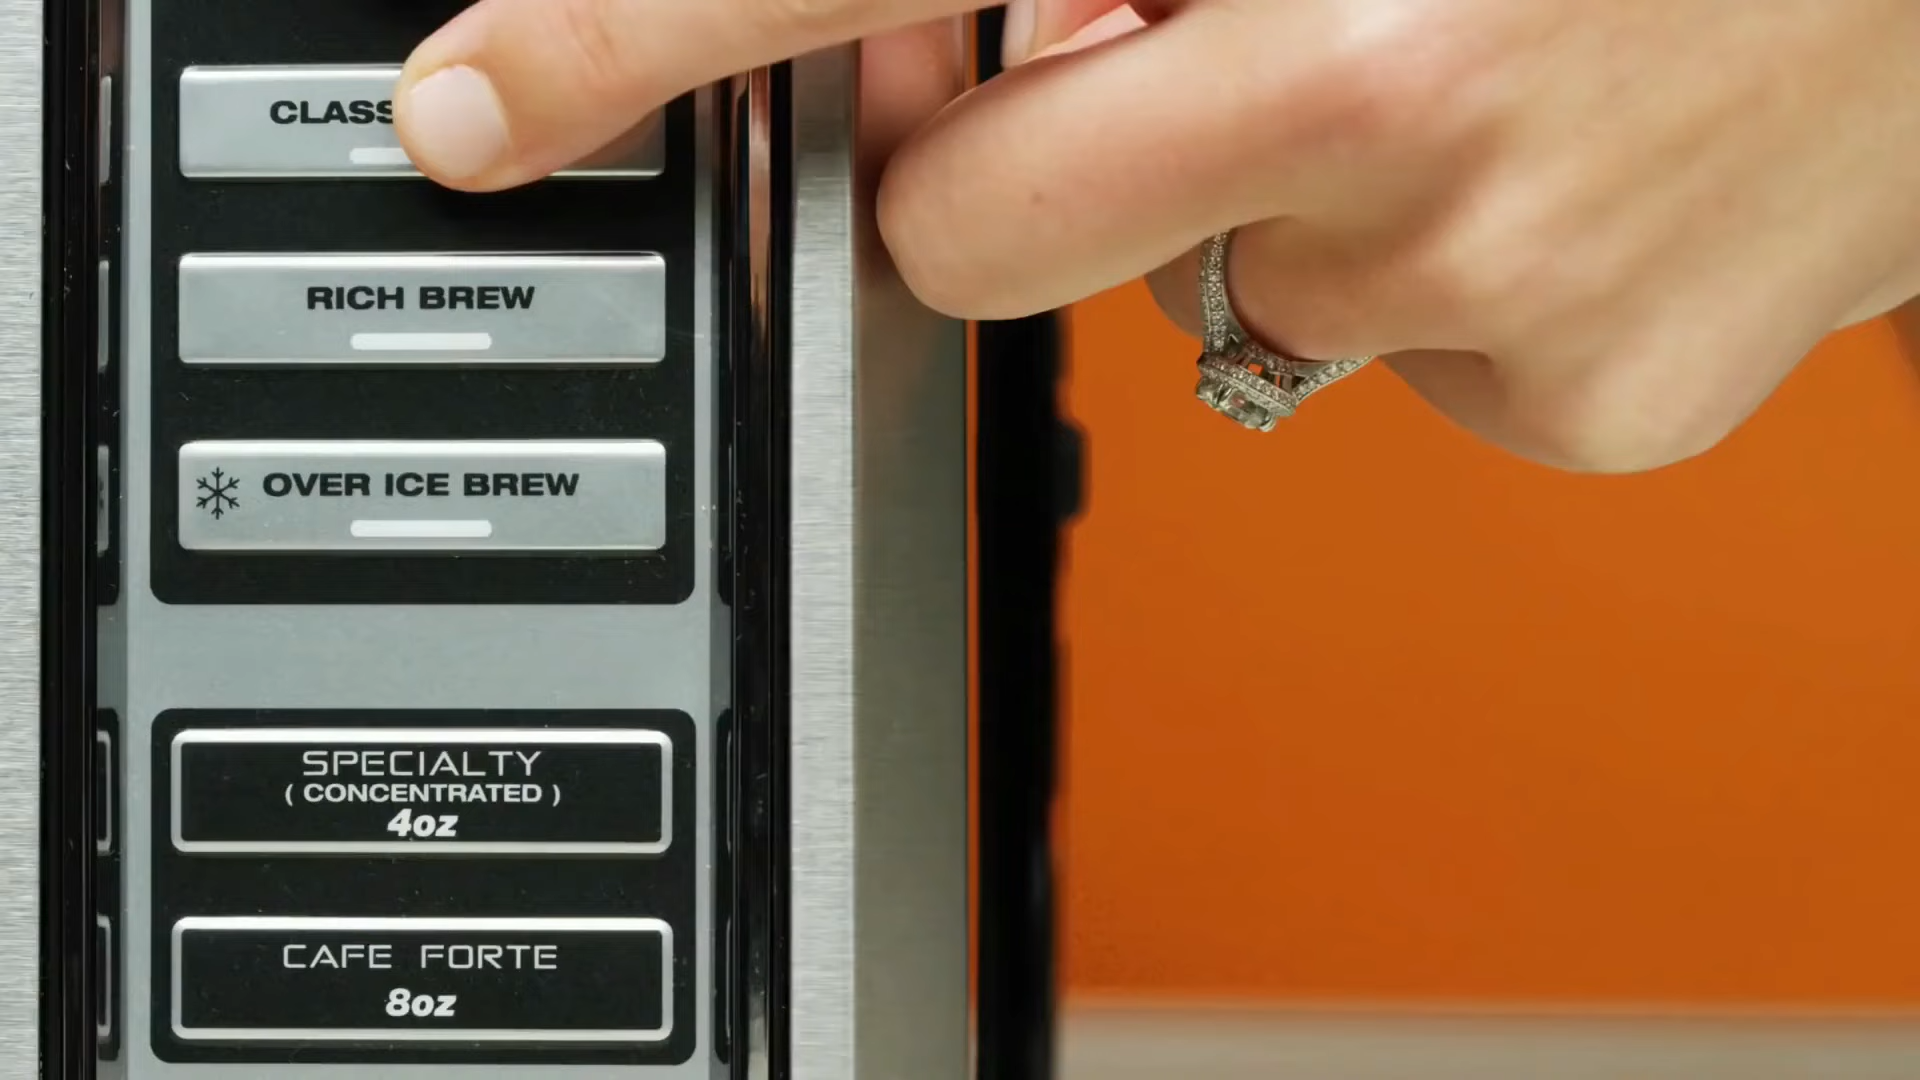 RICH BREW
OVER ICE BREW
SPECIALTY
( CONCENTRATED )
4oz
CAFE FORTE
8oz